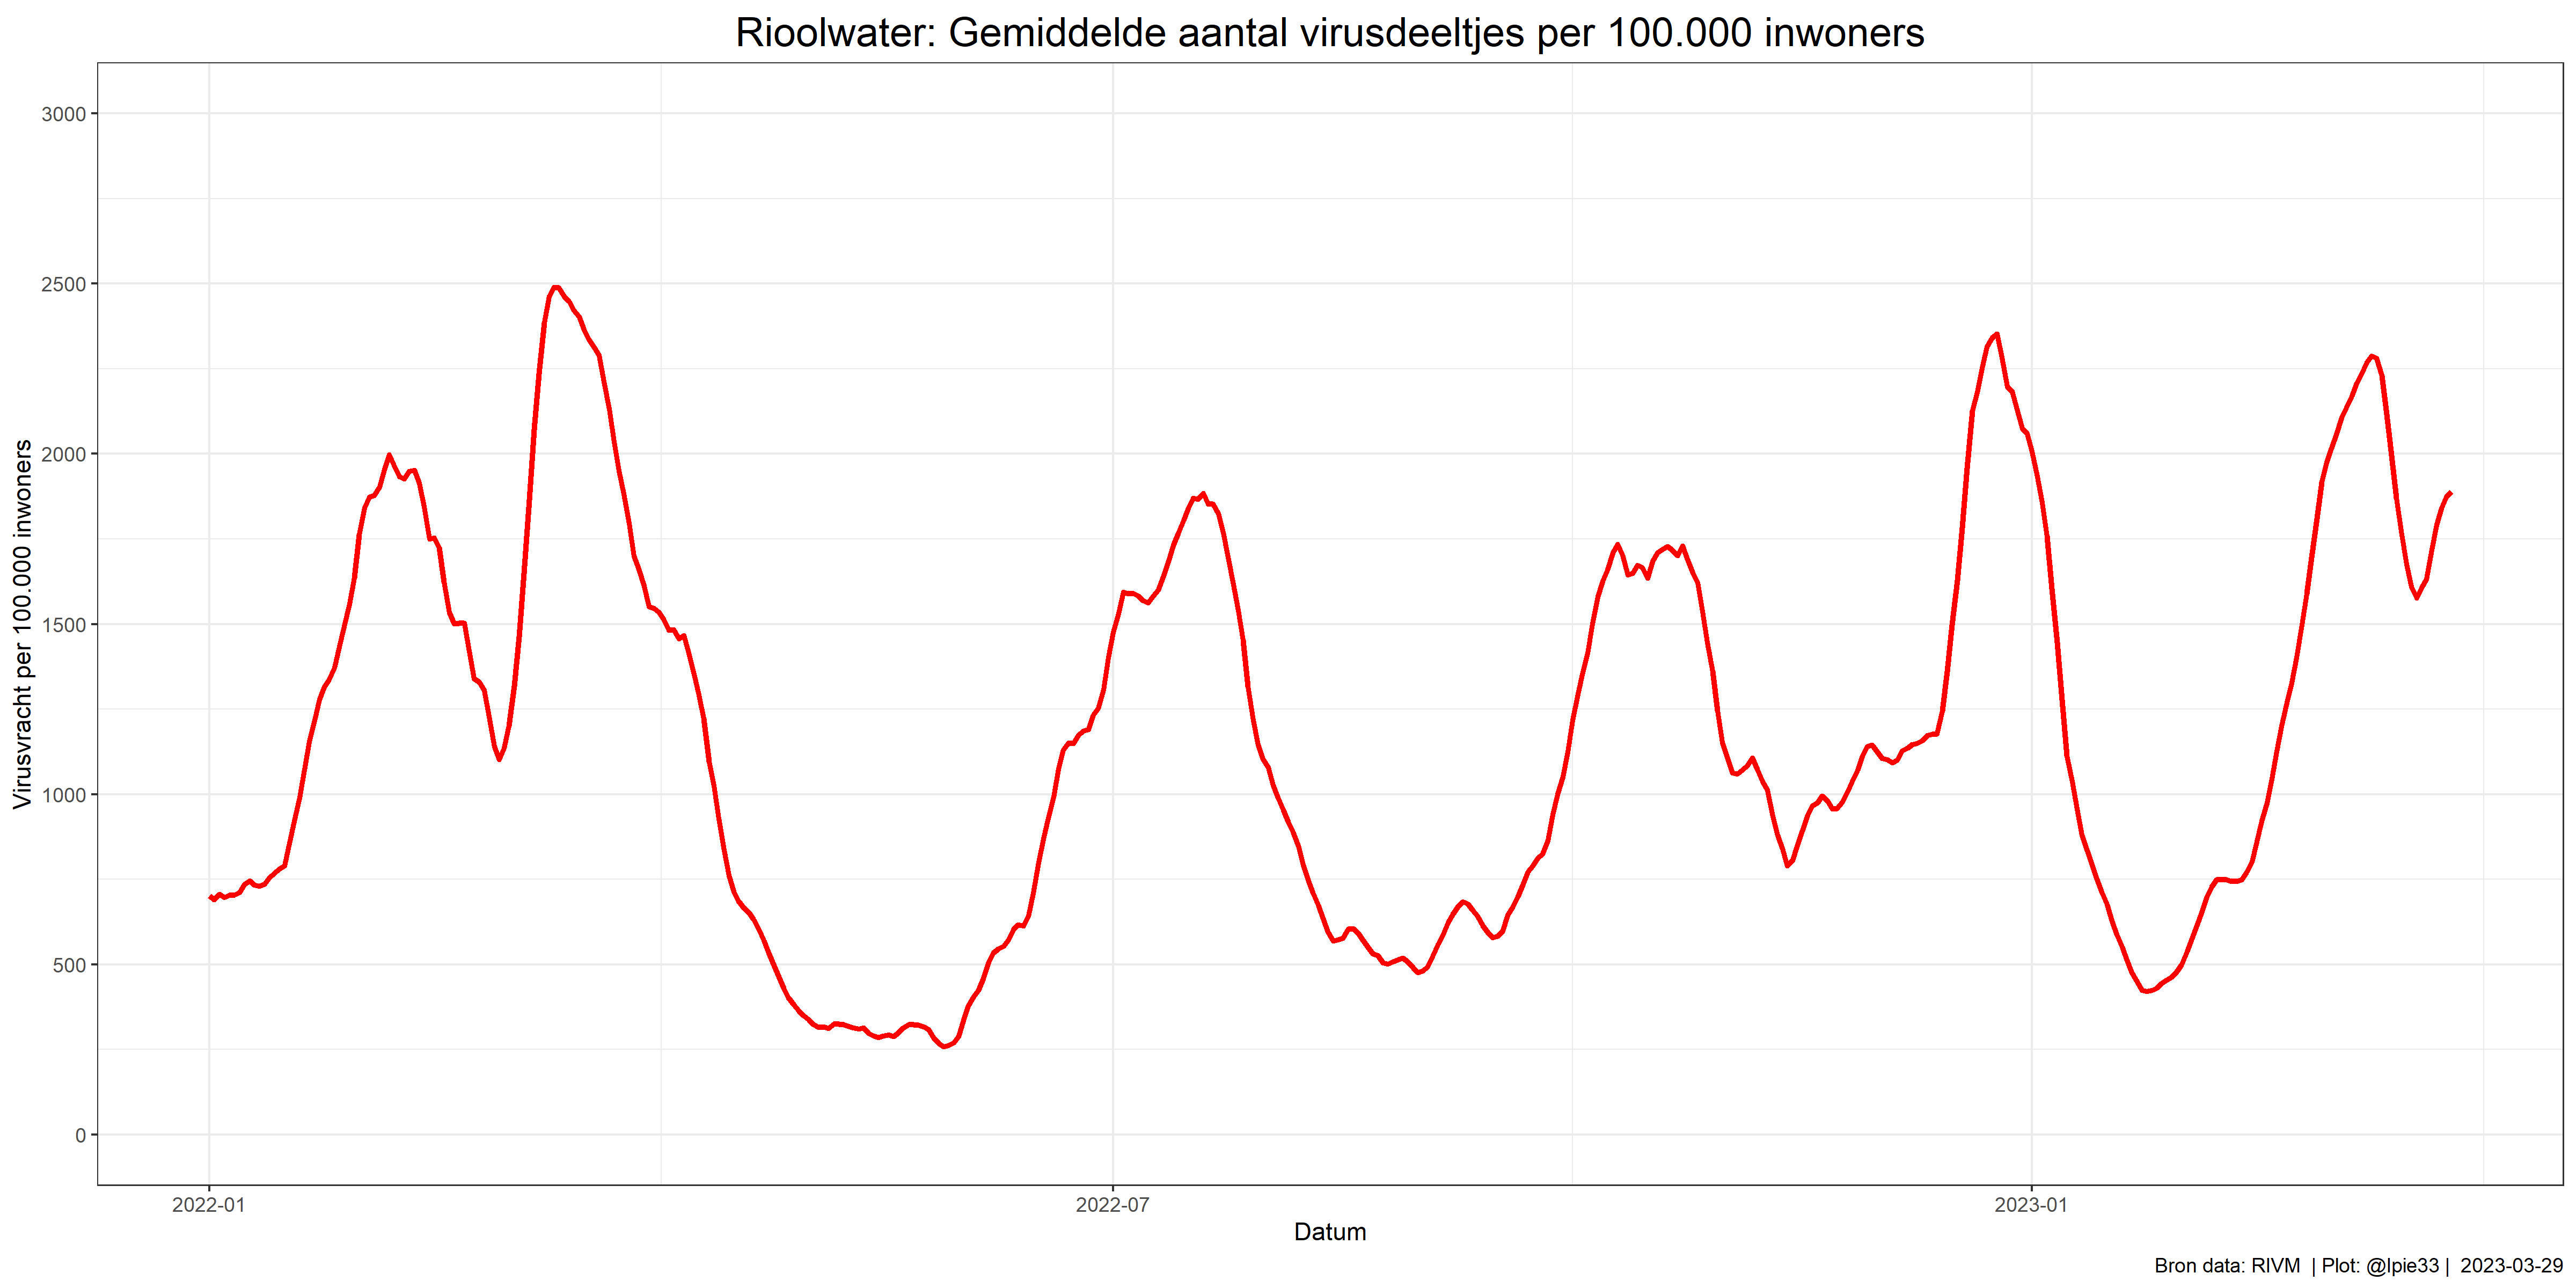 Rioolwater: Gemiddelde aantal virusdeeltjes per 100.000 inwoners
Virusvracht per 100.000 inwoners
3000
2500
2000
1500
1000
500
0
2022-01
2022-07
2023-01
Datum
Bron data: RIVM | Plot: @lpie33 | 2023-03-29